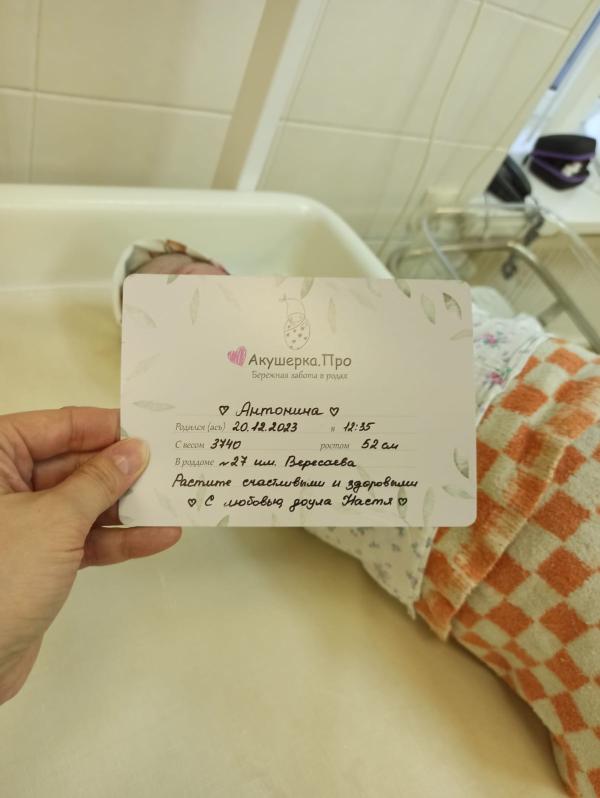 Акушерка.Про
Бережная забота в родах
♡ Антонина ♡
Родился (ась) 20.12.2023 в 12:35
С весом 3740 ростом 52 см
В роддоме №27 им. Вересаева
Растите счастливыми и здоровыми
♡ С любовью доула Настя ♡